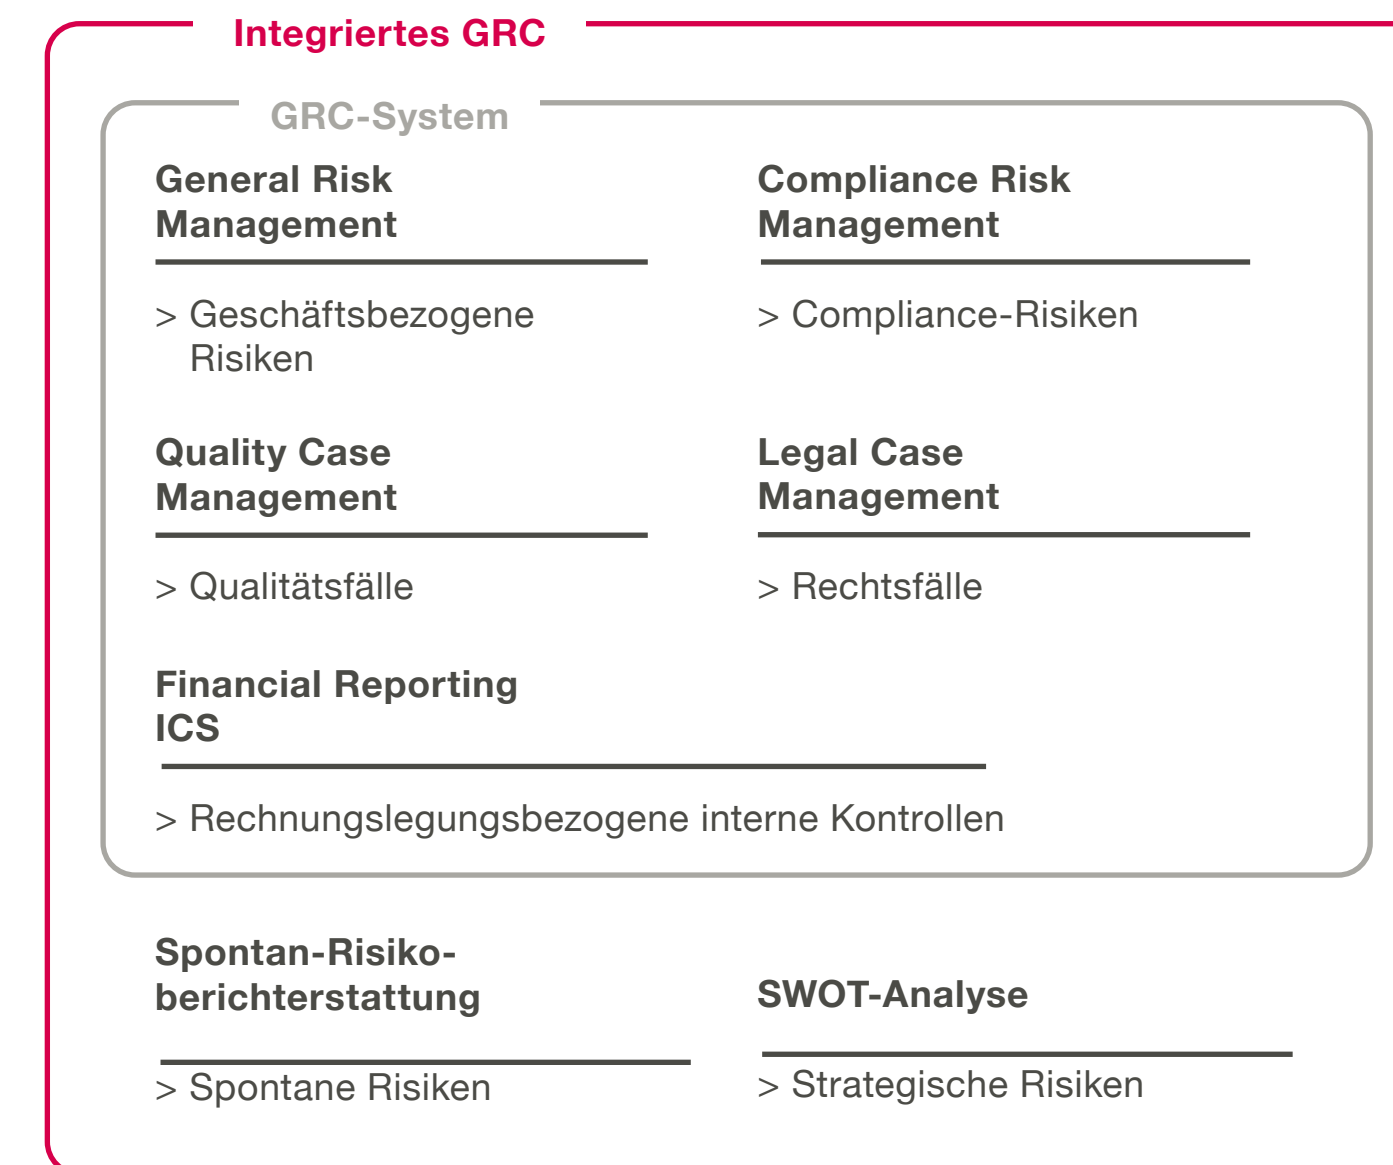 Integriertes GRC
GRC-System
General Risk
Management
> Geschäftsbezogene
Risiken
Compliance Risk
Management
> Compliance-Risiken
Quality Case
Management
> Qualitätsfälle
Legal Case
Management
> Rechtsfälle
Financial Reporting
ICS
> Rechnungslegungsbezogene interne Kontrollen
Spontan-Risiko-
berichterstattung
> Spontane Risiken
SWOT-Analyse
> Strategische Risiken